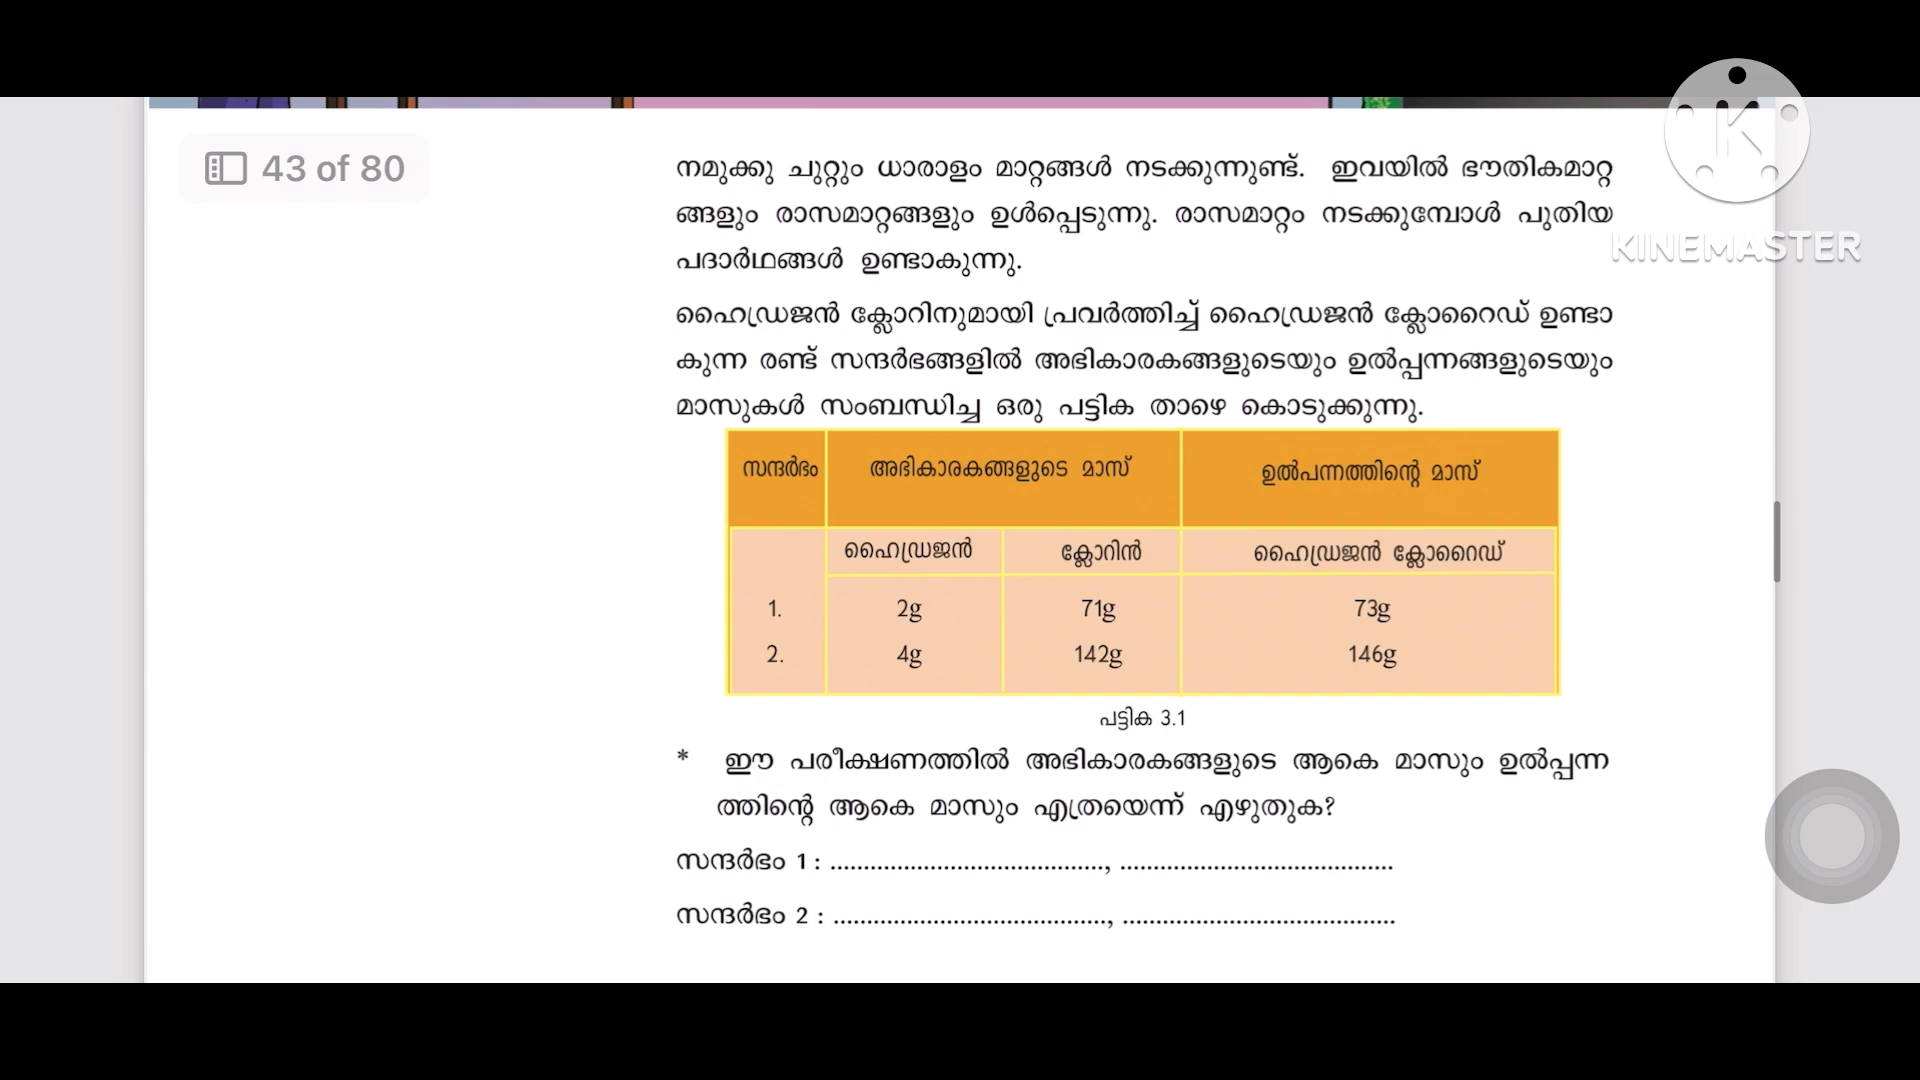 43 of 80
K
KINEMASTER
നമുക്കു ചുറ്റും ധാരാളം മാറ്റങ്ങൾ നടക്കുന്നുണ്ട്. ഇവയിൽ ഭൗതികമാറ്റ
ങ്ങളും രാസമാറ്റങ്ങളും ഉൾപ്പെടുന്നു. രാസമാറ്റം നടക്കുമ്പോൾ പുതിയ
പദാർഥങ്ങൾ ഉണ്ടാകുന്നു.
ഹൈഡ്രജൻ ക്ലോറിനുമായി പ്രവർത്തിച്ച് ഹൈഡ്രജൻ ക്ലോറൈഡ് ഉണ്ടാ
കുന്ന രണ്ട് സന്ദർഭങ്ങളിൽ അഭികാരകങ്ങളുടെയും ഉൽപ്പന്നങ്ങളുടെയും
മാസുകൾ സംബന്ധിച്ച ഒരു പട്ടിക താഴെ കൊടുക്കുന്നു.
സന്ദർഭം അഭികാരകങ്ങളുടെ മാസ് ഉൽപന്നത്തിന്റെ മാസ്
ഹൈഡ്രജൻ ക്ലോറിൻ ഹൈഡ്രജൻ ക്ലോറൈഡ്
1. 2g 71g 73g
2. 4g 142g 146g
പട്ടിക 3.1
* ഈ പരീക്ഷണത്തിൽ അഭികാരകങ്ങളുടെ ആകെ മാസും ഉൽപ്പന്ന
ത്തിന്റെ ആകെ മാസും എത്രയെന്ന് എഴുതുക?
സന്ദർഭം 1 : ........................................, ........................................
സന്ദർഭം 2 : ........................................, ........................................